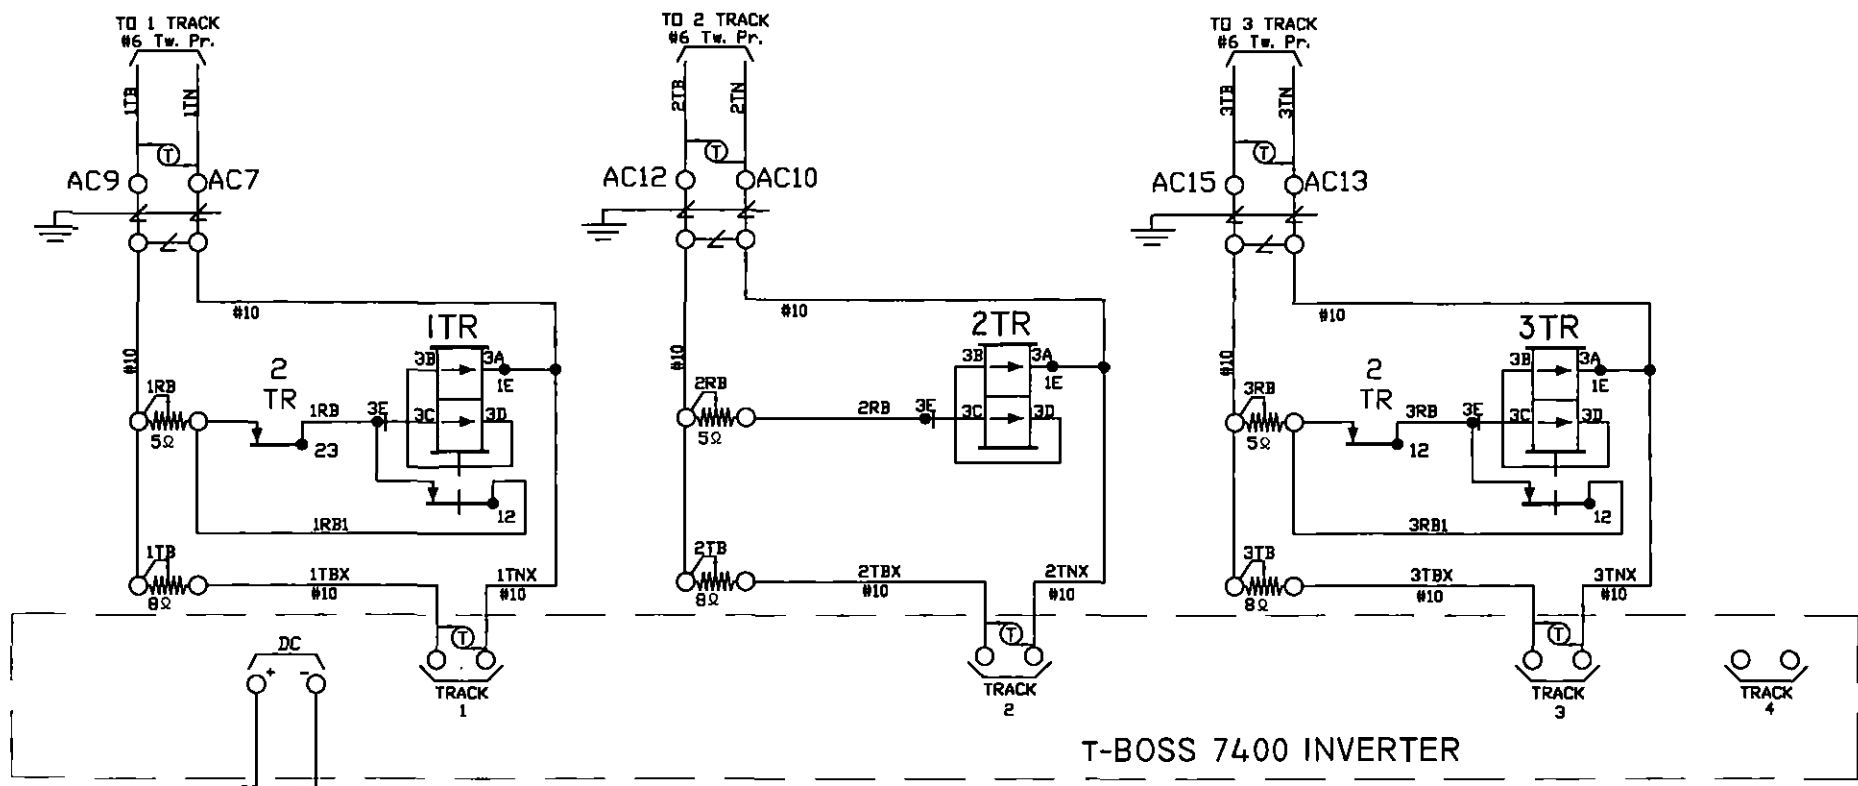 TO 1 TRACK
#6 Tw. Pr.
TO 2 TRACK
#6 Tw. Pr.
TO 3 TRACK
#6 Tw. Pr.
1TB
1TN
2TB
2TN
3TB
3TN
T
T
T
AC9
AC7
AC12
AC10
AC15
AC13
#10
#10
#10
#10
1TR
3B
3A
1E
2
TR
1RB
1RB
3E
3C
3D
5Ω
23
12
1RB1
1TB
8Ω
1TBX
#10
1TNX
#10
#10
2TR
3B
3A
1E
2RB
2RB
3E
3C
3D
5Ω
2TB
8Ω
2TBX
#10
2TNX
#10
#10
3TR
3B
3A
1E
2
TR
3RB
3RB
3E
3C
3D
5Ω
12
12
3RB1
3TB
8Ω
3TBX
#10
3TNX
#10
DC
+
-
T
TRACK
1
T
TRACK
2
T
TRACK
3
TRACK
4
T-BOSS 7400 INVERTER